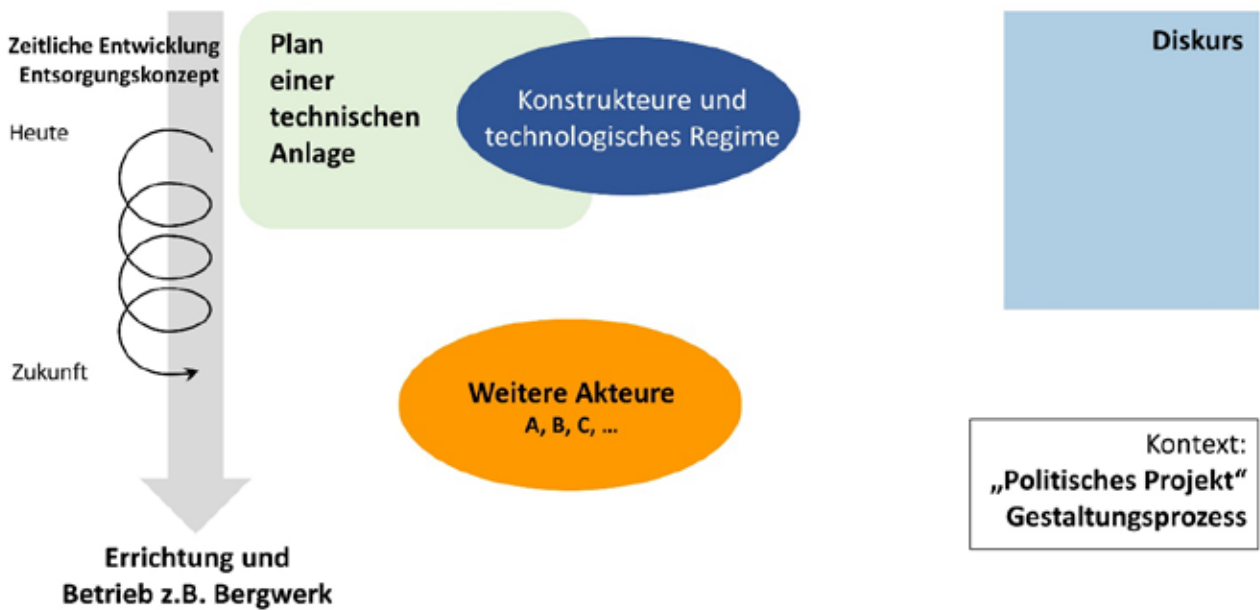 Zeitliche Entwicklung
Entsorgungskonzept
Heute
Zukunft
Errichtung und
Betrieb z.B. Bergwerk
Plan
einer
technischen
Anlage
Konstrukteure und
technologisches Regime
Weitere Akteure
A, B, C, ...
Diskurs
Kontext:
„Politisches Projekt“
Gestaltungsprozess